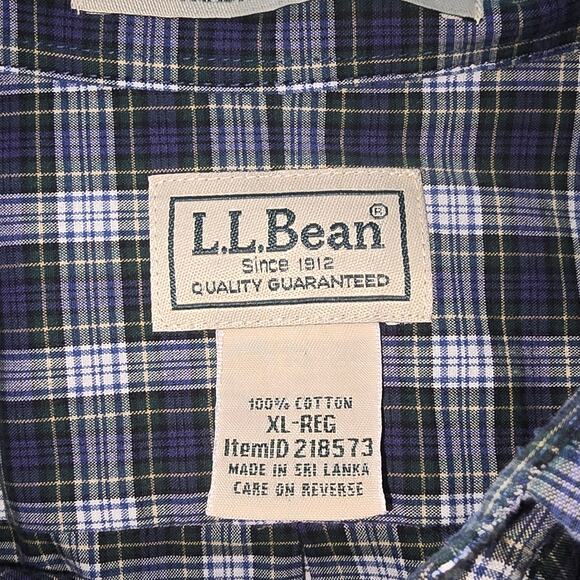 L.L.Bean®
Since 1912
QUALITY GUARANTEED
100% COTTON
XL-REG
ItemID 218573
MADE IN SRI LANKA
CARE ON REVERSE